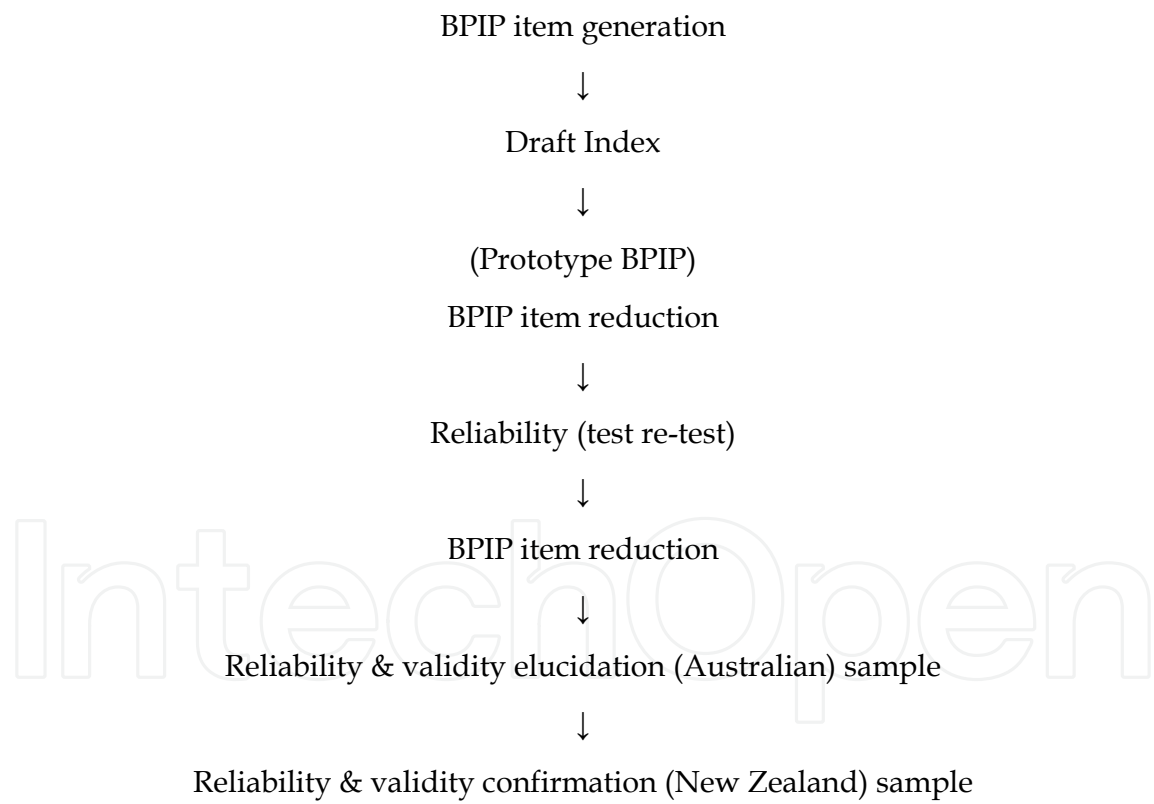 BPIP item generation
↓
Draft Index
↓
(Prototype BPIP)
BPIP item reduction
↓
Reliability (test re-test)
↓
BPIP item reduction
↓
IntechOpen
Reliability & validity elucidation (Australian) sample
↓
Reliability & validity confirmation (New Zealand) sample